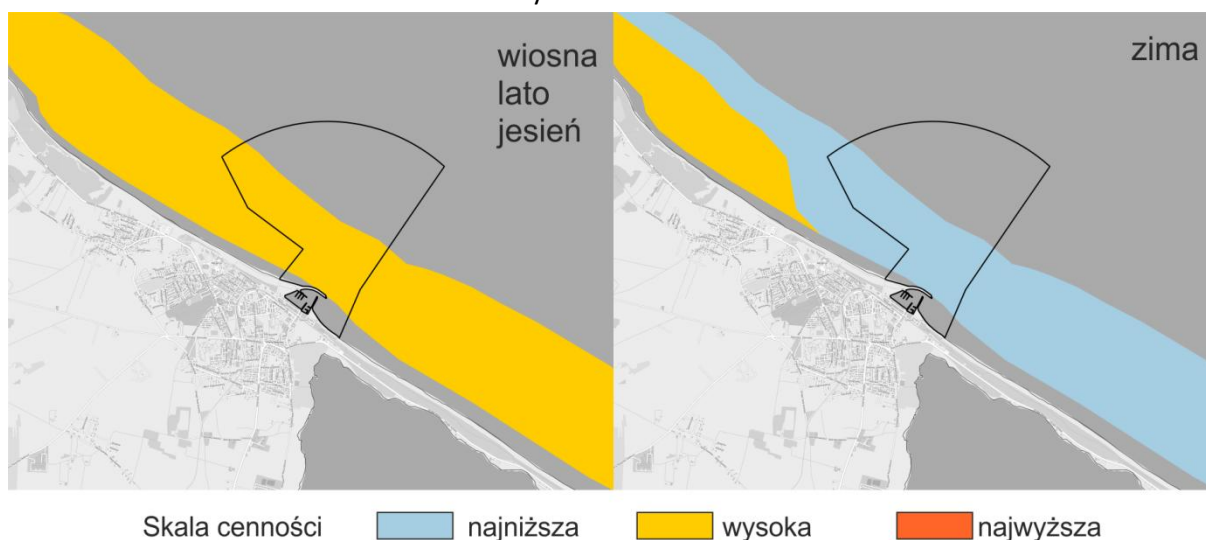 wiosna
lato
jesień
zima
Skala cenności najniższa wysoka najwyższa